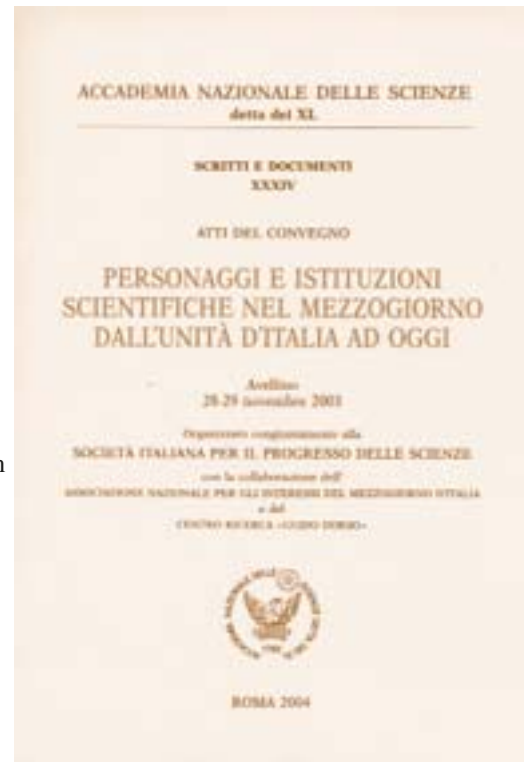 ACCADEMIA NAZIONALE DELLE SCIENZE
detta dei XL
SCRITTI E DOCUMENTI
XXXIV
ATTI DEL CONVEGNO
PERSONAGGI E ISTITUZIONI
SCIENTIFICHE NEL MEZZOGIORNO
DALL'UNITÀ D'ITALIA AD OGGI
Avellino
28-29 novembre 2003
Organizzato congiuntamente alla
SOCIETÀ ITALIANA PER IL PROGRESSO DELLE SCIENZE
con la collaborazione dell'
ASSOCIAZIONE NAZIONALE PER GLI INTERESSI DEL MEZZOGIORNO D'ITALIA
e del
CENTRO RICERCA «GUIDO DORSO»
ROMA 2004